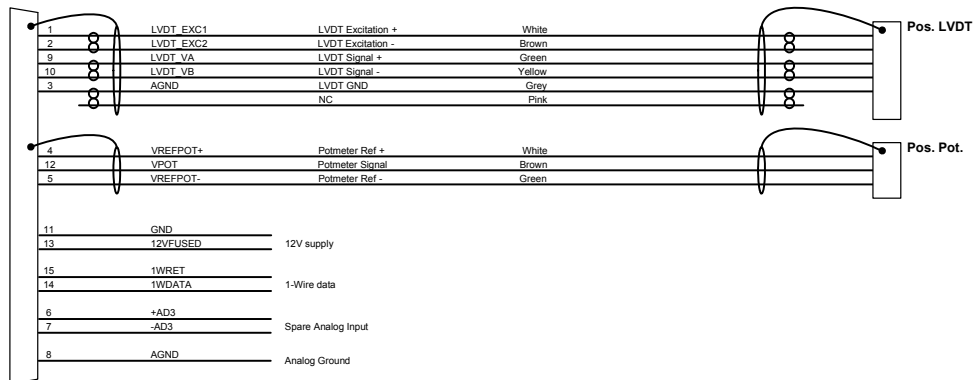 1 LVDT_EXC1 LVDT Excitation + White Pos. LVDT
2 LVDT_EXC2 LVDT Excitation - Brown
9 LVDT_VA LVDT Signal + Green
10 LVDT_VB LVDT Signal - Yellow
3 AGND LVDT GND Grey
NC Pink
4 VREFPOT+ Potmeter Ref + White Pos. Pot.
12 VPOT Potmeter Signal Brown
5 VREFPOT- Potmeter Ref - Green
11 GND
13 12VFUSED 12V supply
15 1WRET
14 1WDATA 1-Wire data
6 +AD3
7 -AD3 Spare Analog Input
8 AGND Analog Ground